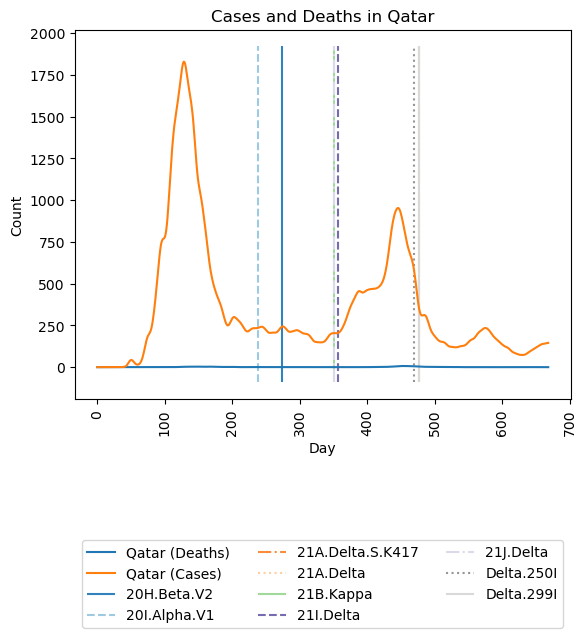 Cases and Deaths in Qatar
Count
2000
1750
1500
1250
1000
750
500
250
0
0
100
200
300
400
500
600
700
Day
Qatar (Deaths)
Qatar (Cases)
20H.Beta.V2
20I.Alpha.V1
21A.Delta.S.K417
21A.Delta
21B.Kappa
21I.Delta
21J.Delta
Delta.250I
Delta.299I